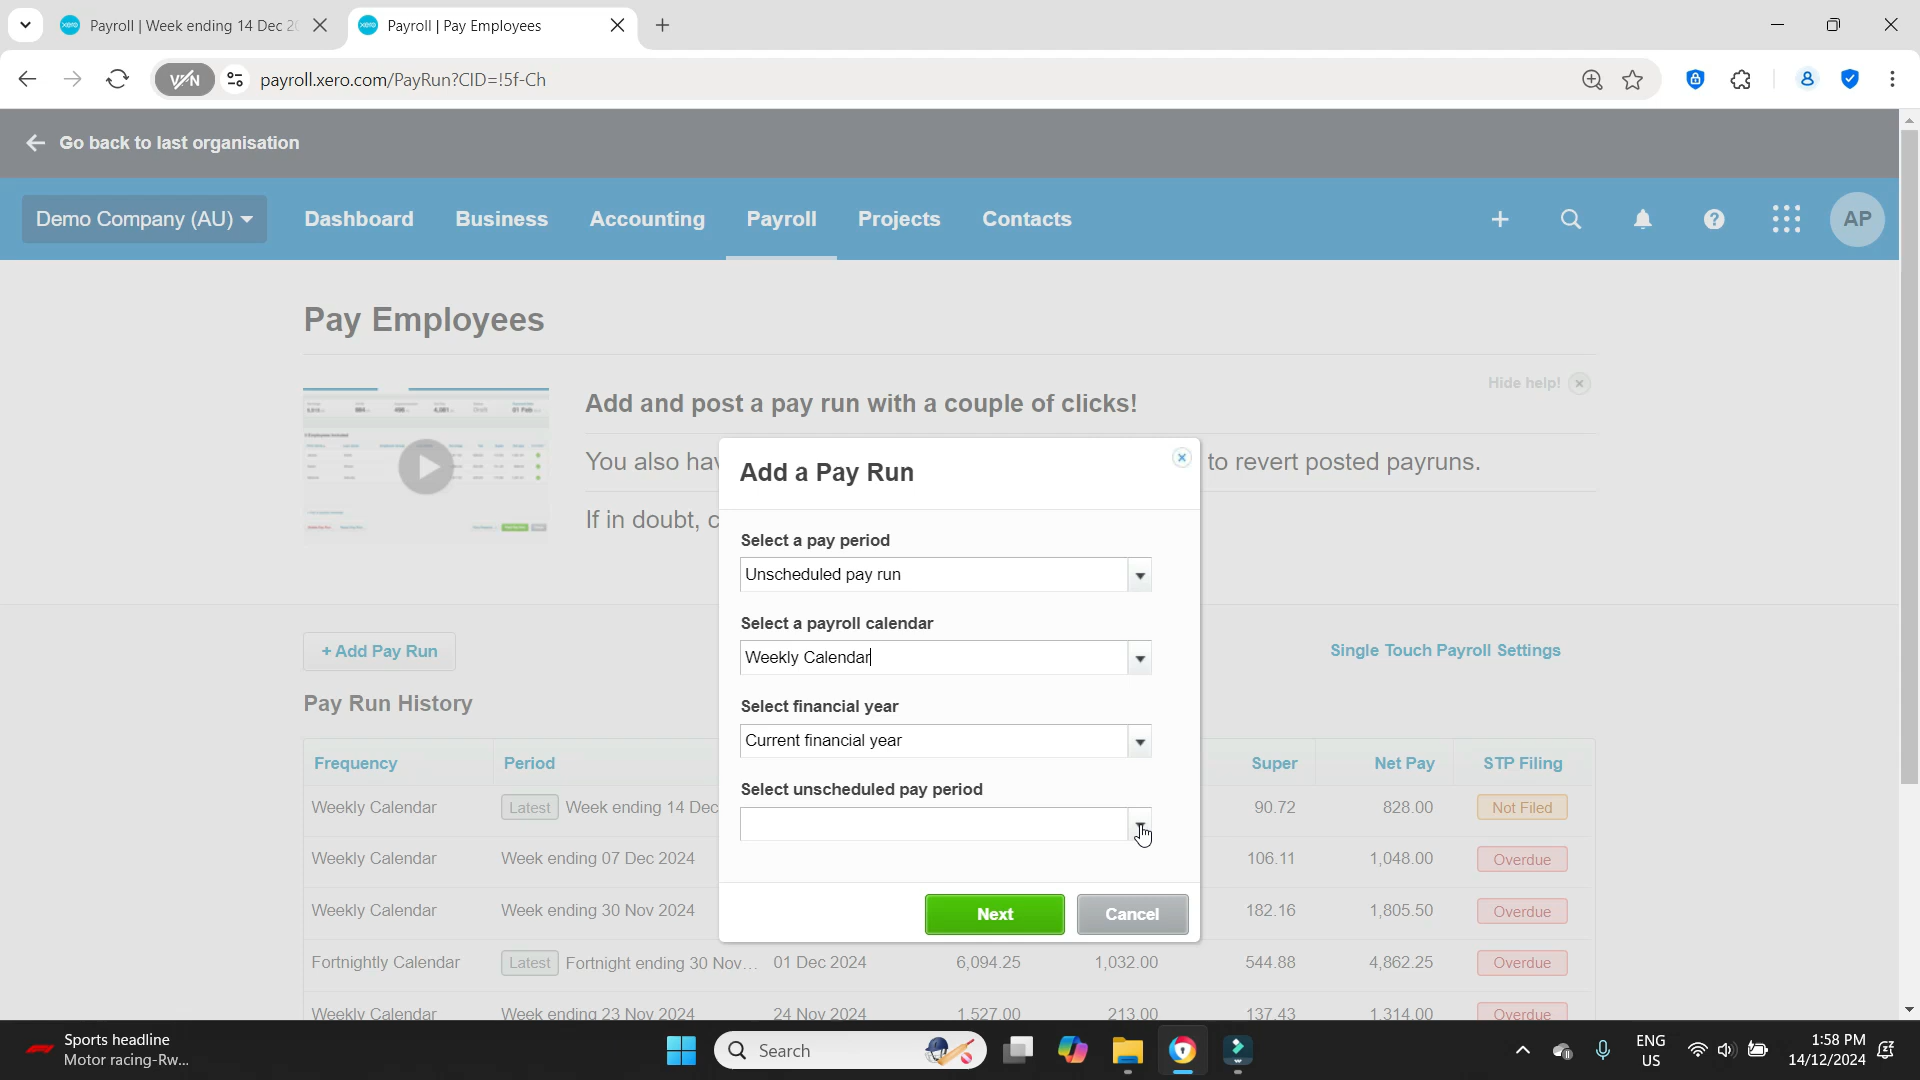 Payroll | Week ending 14 Dec 2
Payroll | Pay Employees
VPN
payroll.xero.com/PayRun?CID=!5f-Ch
Go back to last organisation
Demo Company (AU)
Dashboard
Business
Accounting
Payroll
Projects
Contacts
AP
Pay Employees
Hide help!
Add and post a pay run with a couple of clicks!
You also hav
to revert posted payruns.
If in doubt, c
Add a Pay Run
Select a pay period
Unscheduled pay run
Select a payroll calendar
Weekly Calendar
Select financial year
Current financial year
Select unscheduled pay period
Next
Cancel
+ Add Pay Run
Single Touch Payroll Settings
Pay Run History
Frequency Period Super Net Pay STP Filing
Weekly Calendar Latest Week ending 14 Dec 90.72 828.00 Not Filed
Weekly Calendar Week ending 07 Dec 2024 106.11 1,048.00 Overdue
Weekly Calendar Week ending 30 Nov 2024 182.16 1,805.50 Overdue
Fortnightly Calendar Latest Fortnight ending 30 Nov... 01 Dec 2024 6,094.25 1,032.00 544.88 4,862.25 Overdue
Weekly Calendar Week ending 23 Nov 2024 24 Nov 2024 1,527.00 213.00 137.43 1,314.00 Overdue
Sports headline
Motor racing-Rw...
Search
ENG
US
1:58 PM
14/12/2024